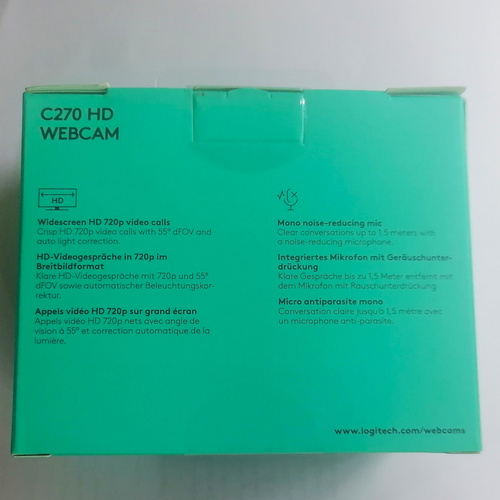 C270 HD
WEBCAM
HD
Widescreen HD 720p video calls
Crisp HD 720p video calls with 55° dFOV and
auto light correction.
HD-Videogespräche in 720p im
Breitbildformat
Klare HD-Videogespräche mit 720p und 55°
dFOV sowie automatischer Beleuchtungskor-
rektur.
Appels vidéo HD 720p sur grand écran
Appels vidéo HD 720p nets avec angle de
vision à 55° et correction automatique de la
lumière.
Mono noise-reducing mic
Clear conversations up to 1,5 meters with
a noise-reducing microphone.
Integriertes Mikrofon mit Geräuschunter-
drückung
Klare Gespräche bis zu 1,5 Meter entfernt mit
dem Mikrofon mit Rauschunterdrückung
Micro antiparasite mono
Conversation claire jusqu'à 1,5 mètre avec
un microphone anti-parasite.
www.logitech.com/webcams